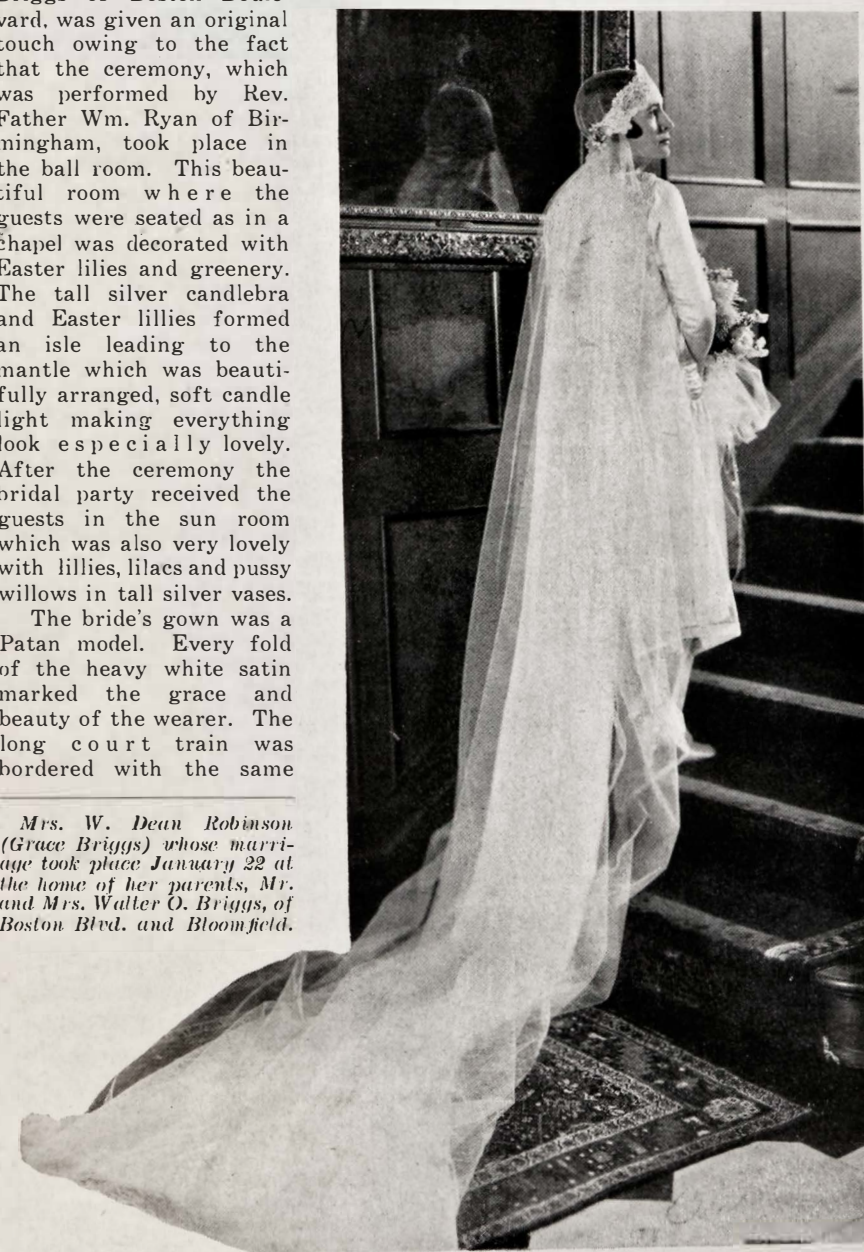 vard, was given an original
touch owing to the fact
that the ceremony, which
was performed by Rev.
Father Wm. Ryan of Bir-
mingham, took place in
the ball room. This beau-
tiful room where the
guests were seated as in a
chapel was decorated with
Easter lilies and greenery.
The tall silver candlebra
and Easter lillies formed
an isle leading to the
mantle which was beauti-
fully arranged, soft candle
light making everything
look especially lovely.
After the ceremony the
bridal party received the
guests in the sun room
which was also very lovely
with lillies, lilacs and pussy
willows in tall silver vases.
The bride's gown was a
Patan model. Every fold
of the heavy white satin
marked the grace and
beauty of the wearer. The
long court train was
bordered with the same
Mrs. W. Dean Robinson
(Grace Briggs) whose marri-
age took place January 22 at
the home of her parents, Mr.
and Mrs. Walter O. Briggs, of
Boston Blvd. and Bloomfield.